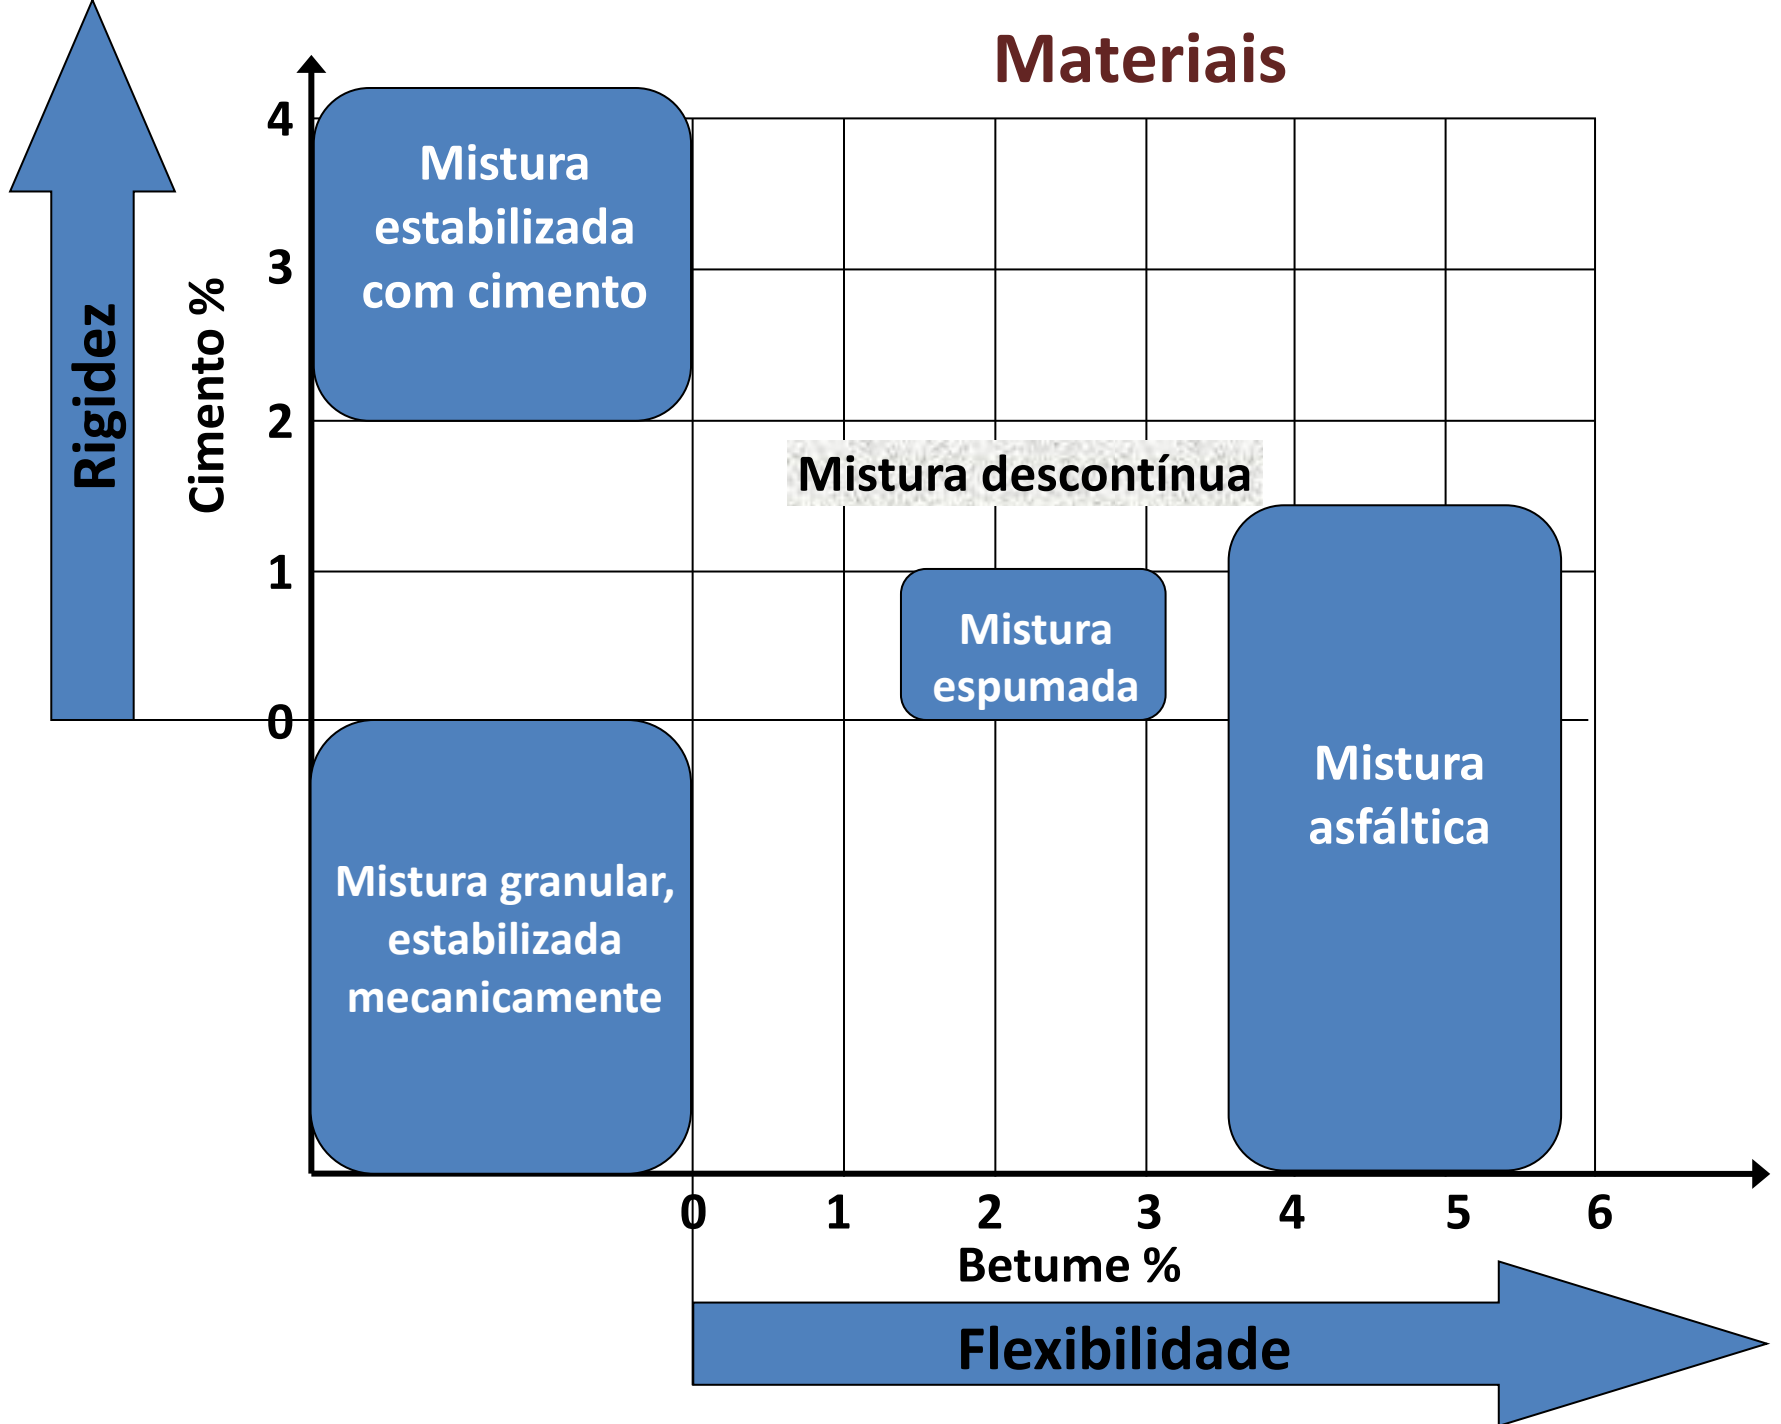 Materiais
4
Mistura
estabilizada
com cimento
3
Cimento %
Rigidez
2
Mistura descontínua
1
Mistura
espumada
0
Mistura
asfáltica
Mistura granular,
estabilizada
mecanicamente
0 1 2 3 4 5 6
Betume %
Flexibilidade